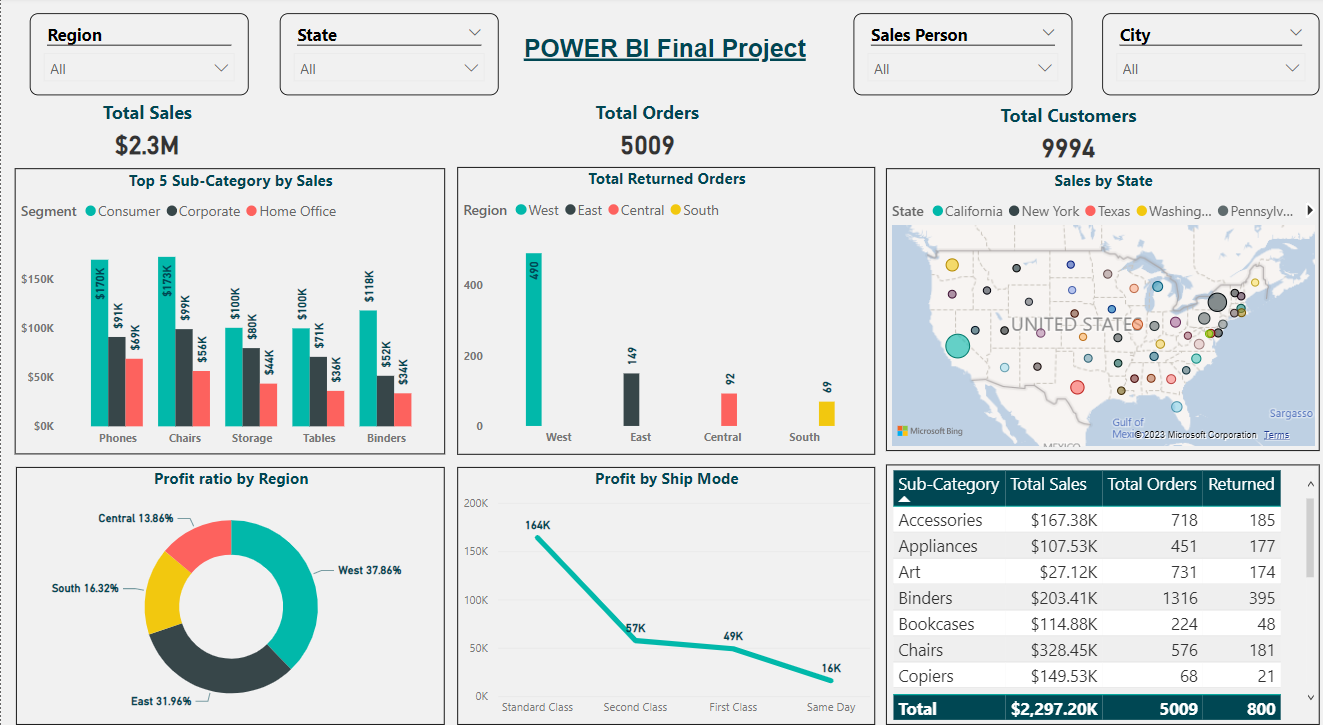 Region
All
State
All
POWER BI Final Project
Sales Person
All
City
All
Total Sales
$2.3M
Total Orders
5009
Total Customers
9994
Top 5 Sub-Category by Sales
Segment Consumer Corporate Home Office
$150K
$100K
$50K
$0K
$170K
$91K
$69K
$173K
$99K
$56K
$100K
$80K
$44K
$100K
$71K
$36K
$118K
$52K
$34K
Phones Chairs Storage Tables Binders
Total Returned Orders
Region West East Central South
400
200
0
490
149
92
69
West East Central South
Sales by State
State California New York Texas Washing... Pennsylv...
UNITED STATES
Gulf of
Mexi
MEXICO
Sargasso
Microsoft Bing
©2023 Microsoft Corporation Terms
Profit ratio by Region
Central 13.86%
West 37.86%
South 16.32%
East 31.96%
Profit by Ship Mode
200K
150K
100K
50K
0K
164K
57K
49K
16K
Standard Class Second Class First Class Same Day
Sub-Category Total Sales Total Orders Returned
Accessories $167.38K 718 185
Appliances $107.53K 451 177
Art $27.12K 731 174
Binders $203.41K 1316 395
Bookcases $114.88K 224 48
Chairs $328.45K 576 181
Copiers $149.53K 68 21
Total $2,297.20K 5009 800